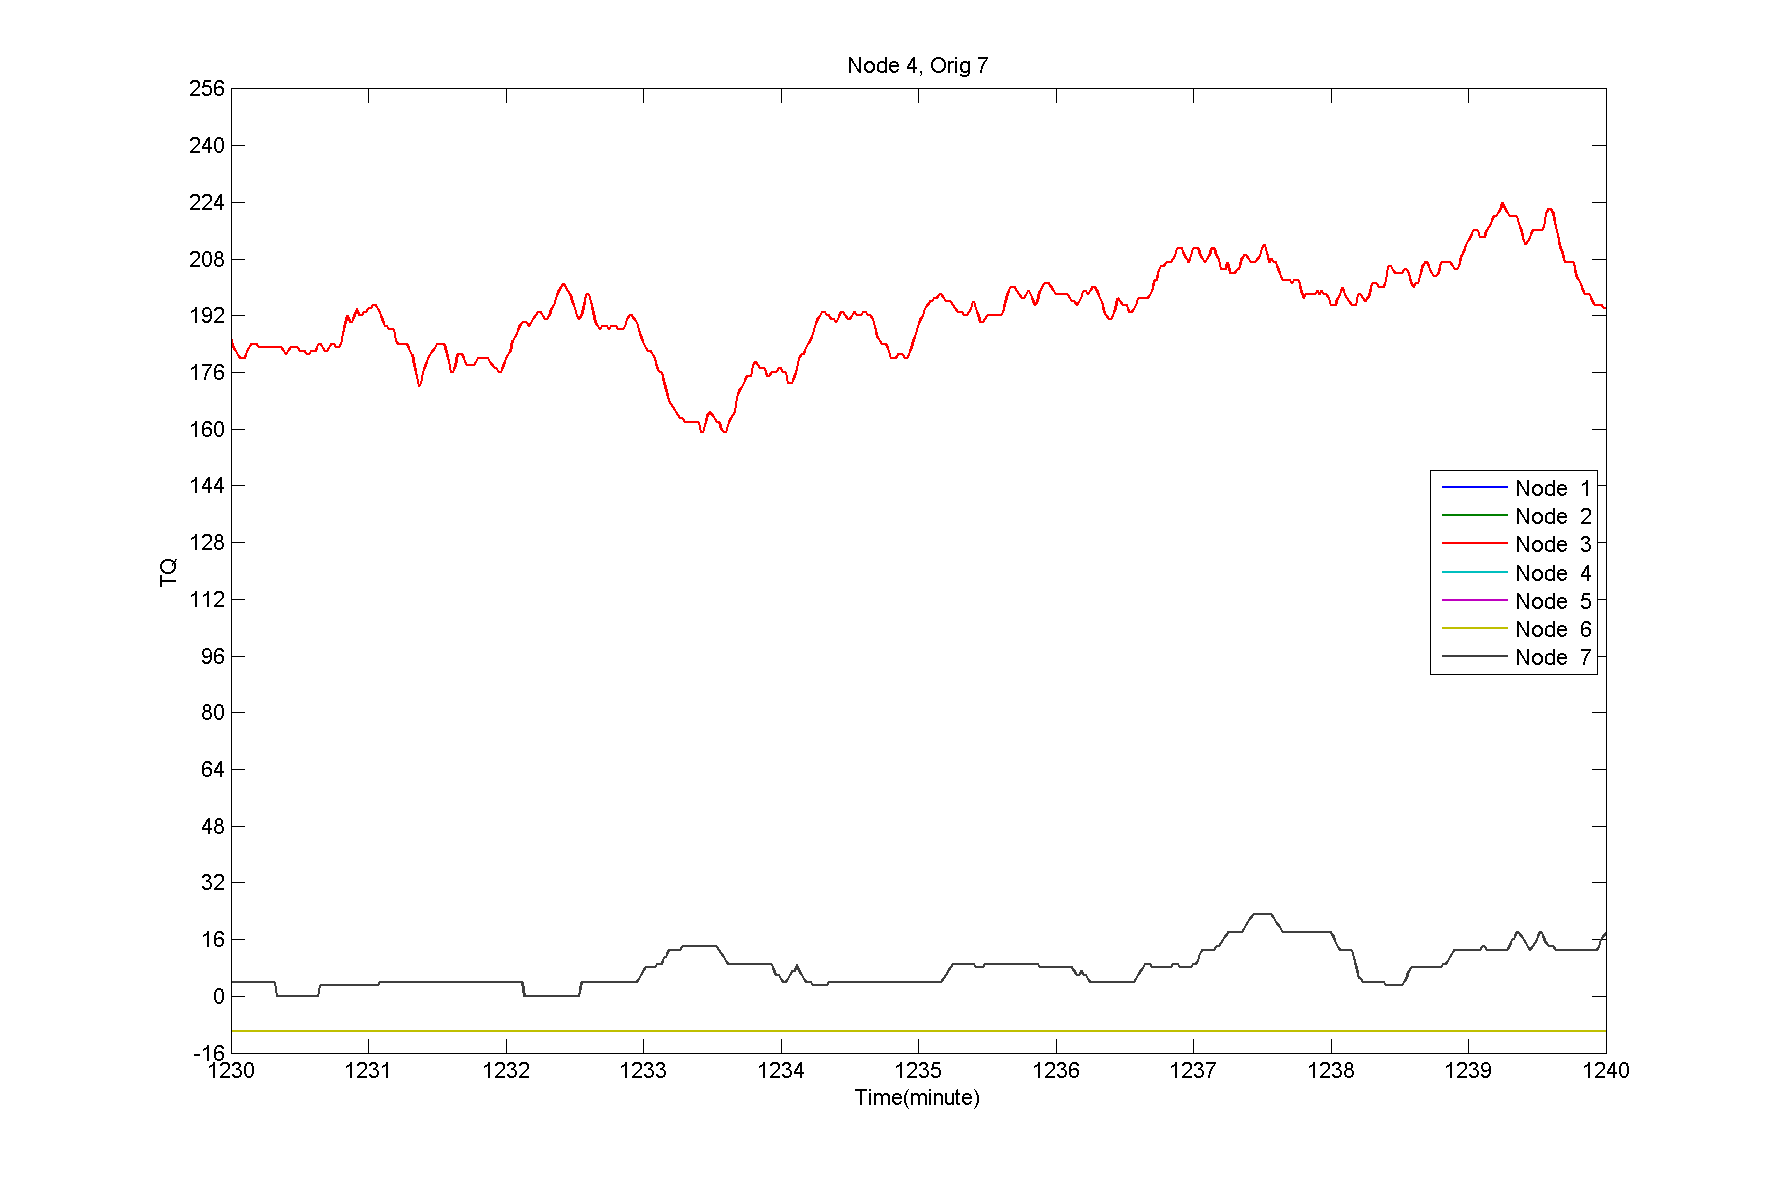 Node 4, Orig 7
256
240
224
208
192
176
160
144
128
112
96
80
64
48
32
16
0
-16
TQ
Node 1
Node 2
Node 3
Node 4
Node 5
Node 6
Node 7
1230 1231 1232 1233 1234 1235 1236 1237 1238 1239 1240
Time(minute)